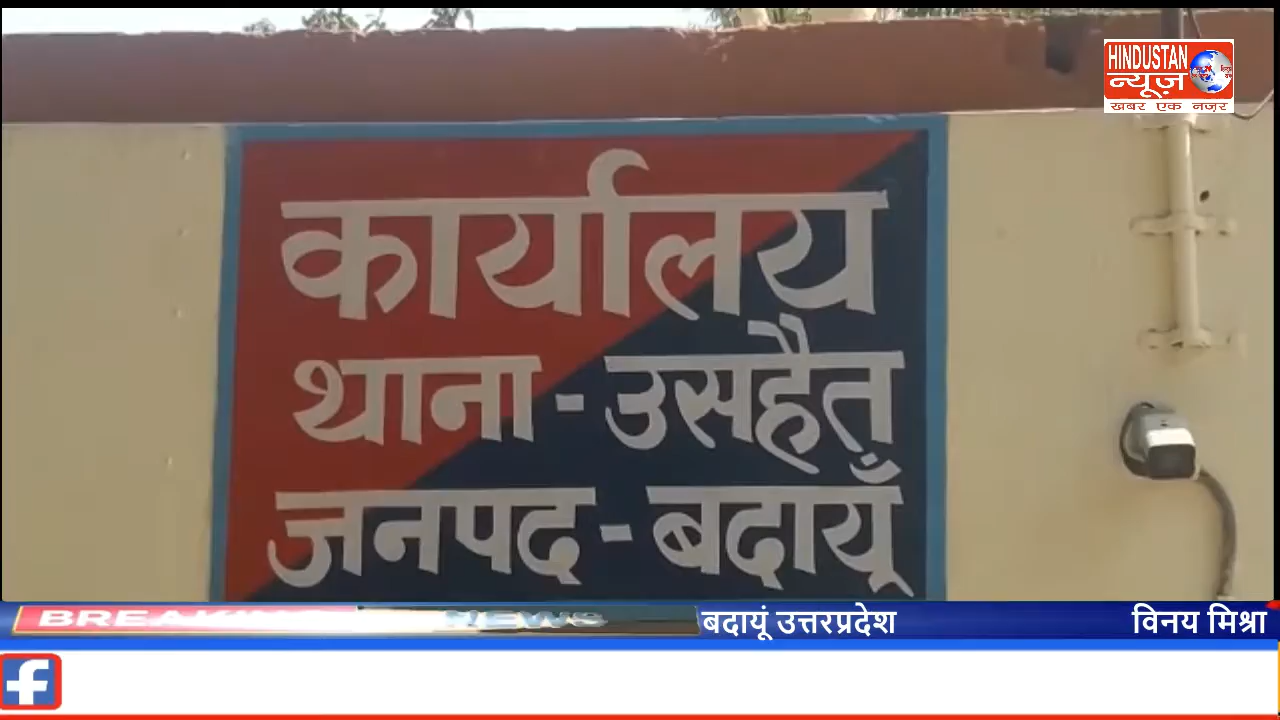 HINDUSTAN
न्यूज़
खबर एक नज़र
कार्यालय
थाना - उसहैत
जनपद - बदायूँ
BREAKING NEWS
बदायूं उत्तरप्रदेश
विनय मिश्रा